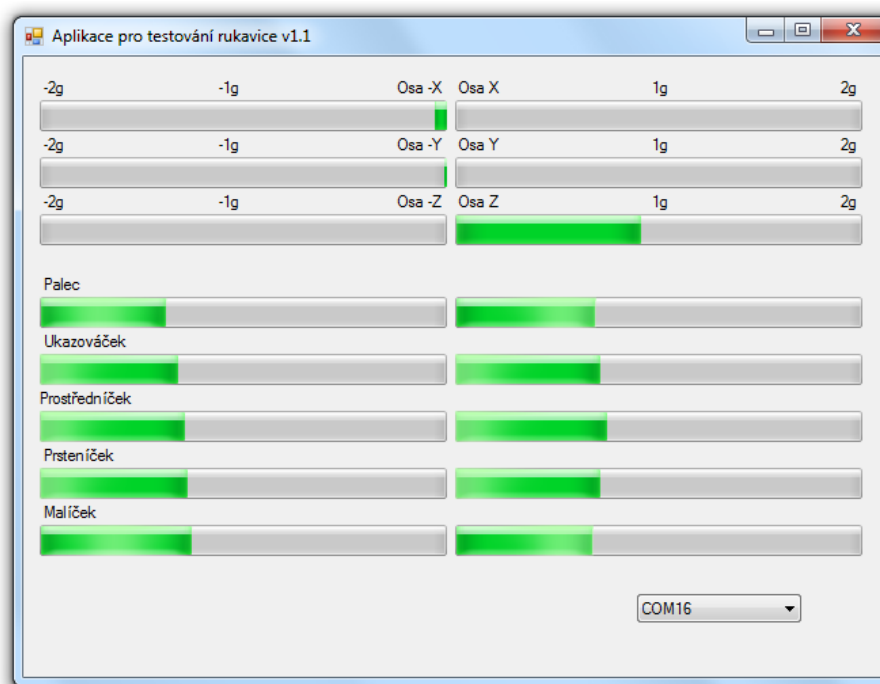 Aplikace pro testování rukavice v1.1
-2g -1g Osa -X Osa X 1g 2g
-2g -1g Osa -Y Osa Y 1g 2g
-2g -1g Osa -Z Osa Z 1g 2g
Palec
Ukazováček
Prostředníček
Prsteníček
Malíček
COM16